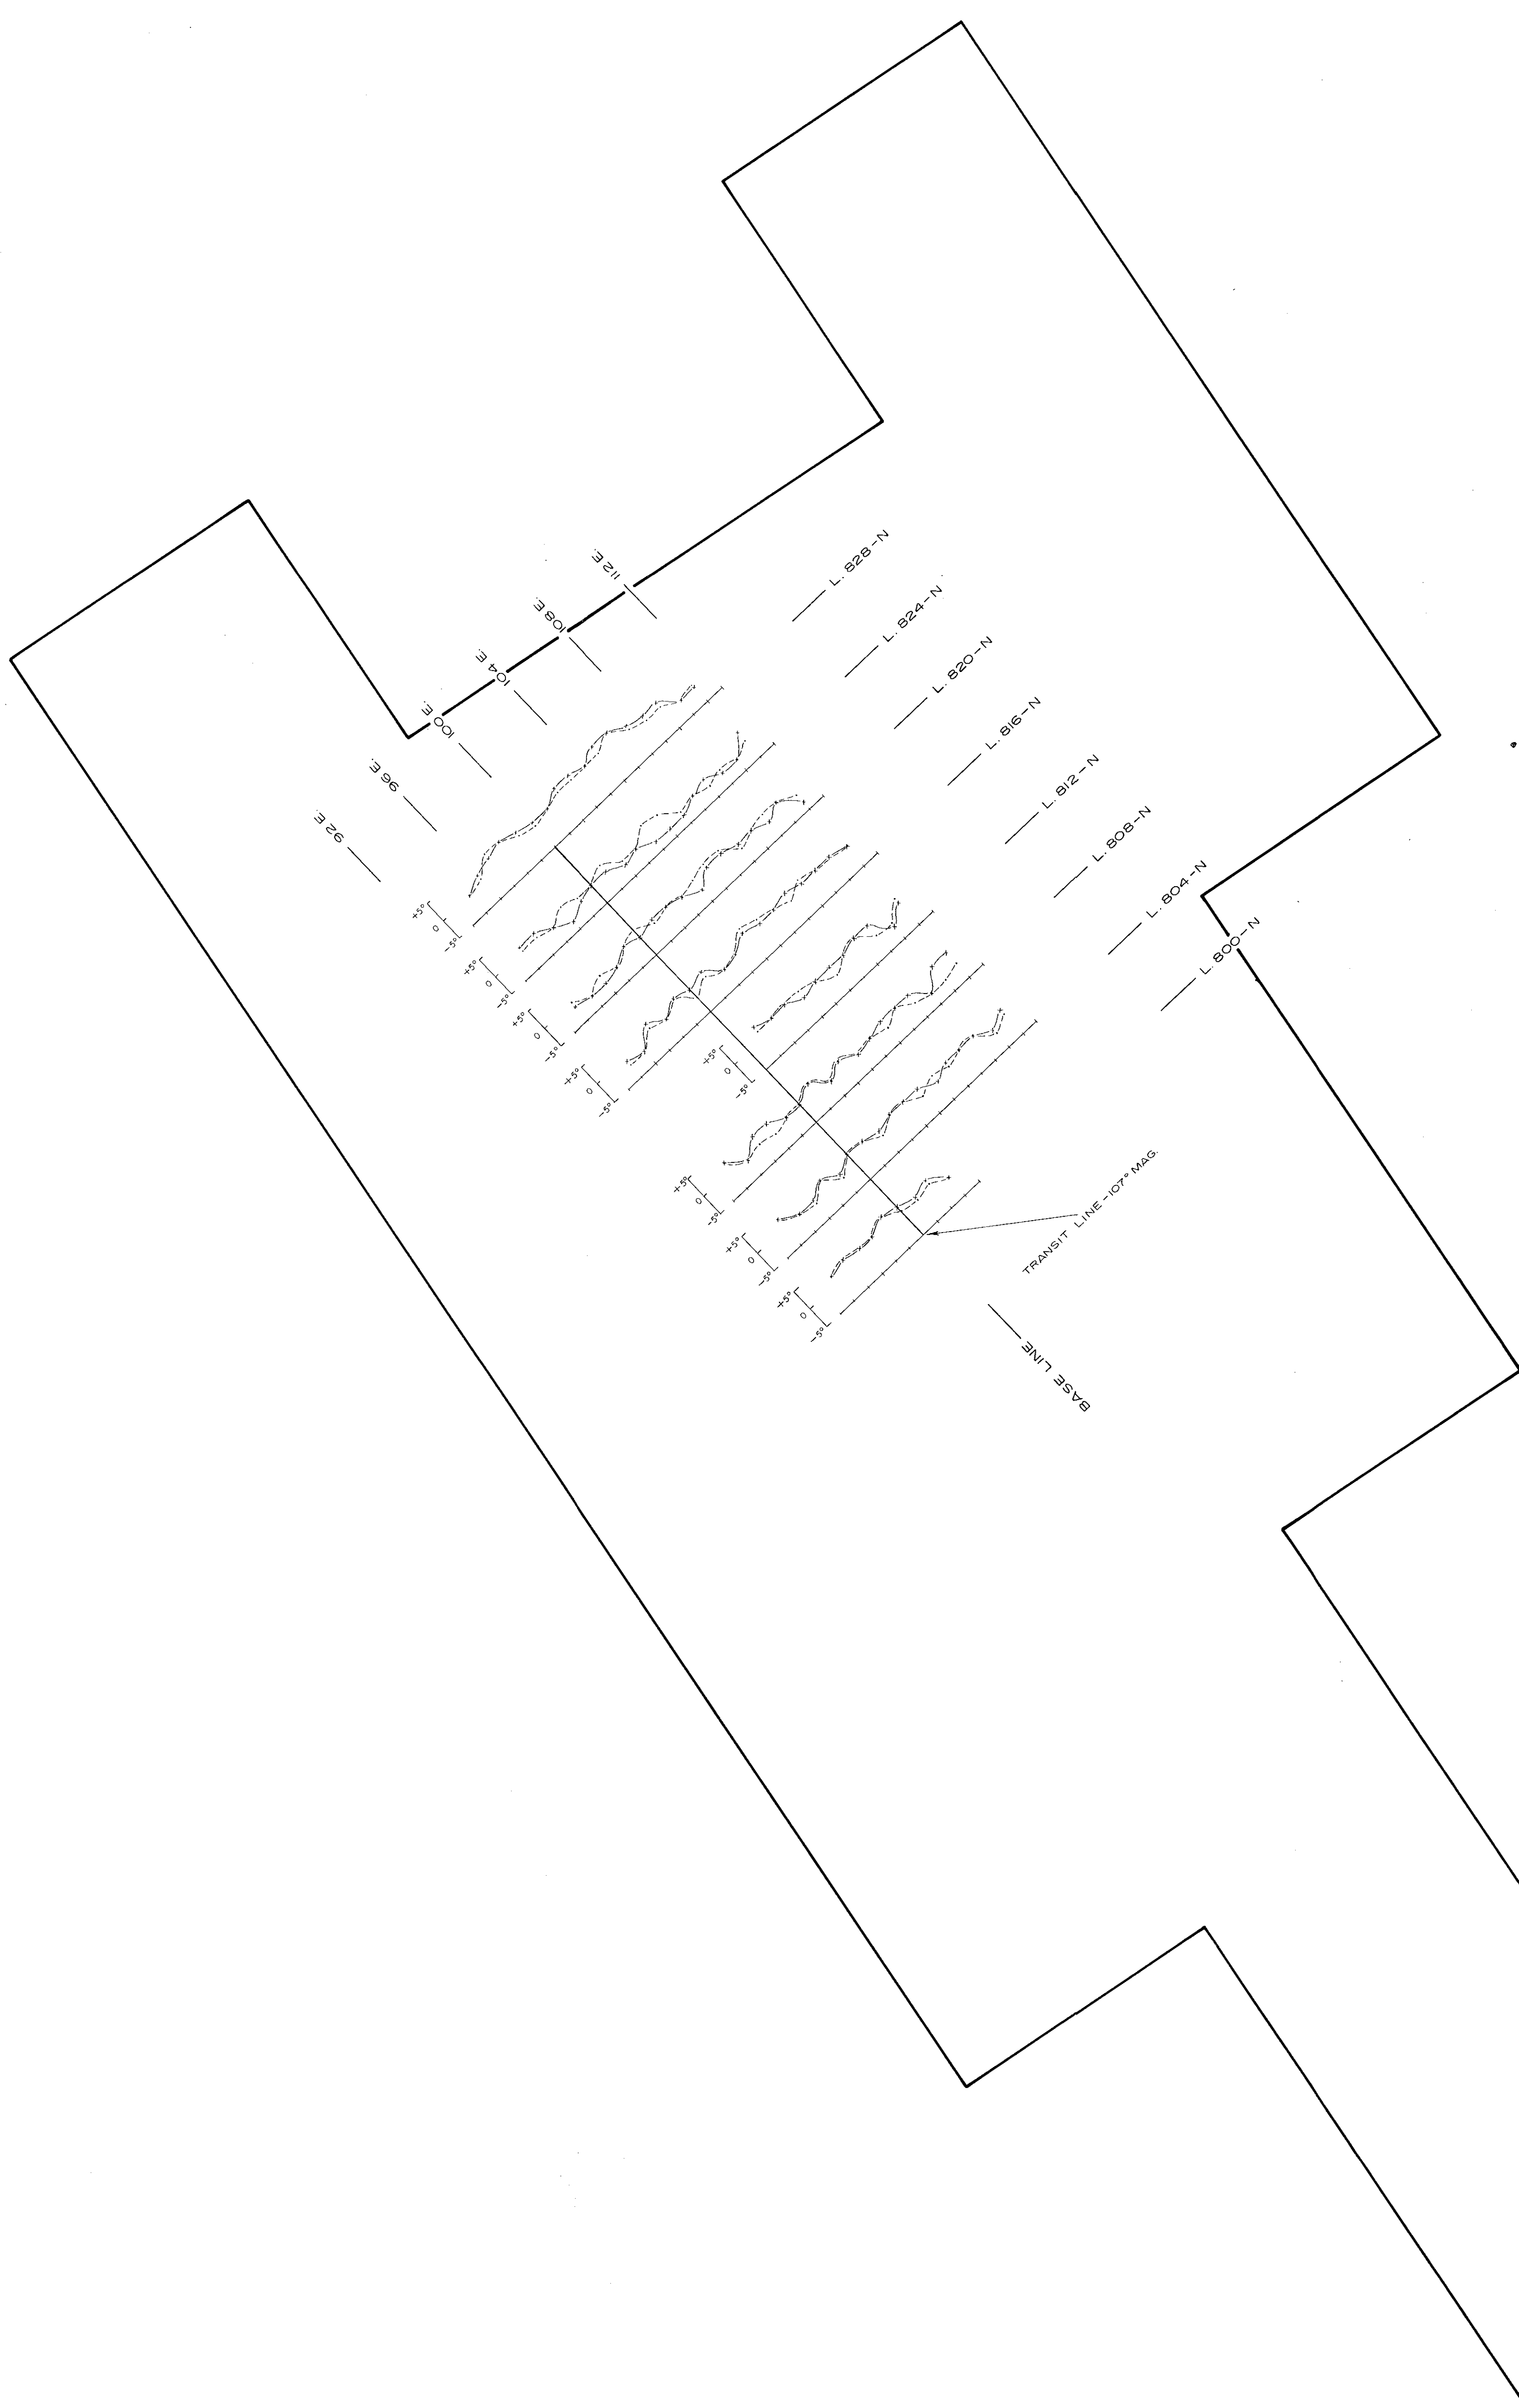 112 E.
108 E.
104 E.
100 E.
96 E.
92 E.
L. 828-N
L. 824-N
L. 820-N
L. 816-N
L. 812-N
L. 808-N
L. 804-N
L. 800-N
+5°
0
-5°
+5°
0
-5°
+5°
0
-5°
+5°
0
-5°
+5°
0
-5°
+5°
0
-5°
+5°
0
-5°
+5°
0
-5°
TRANSIT LINE-107° MAG.
BASE LINE